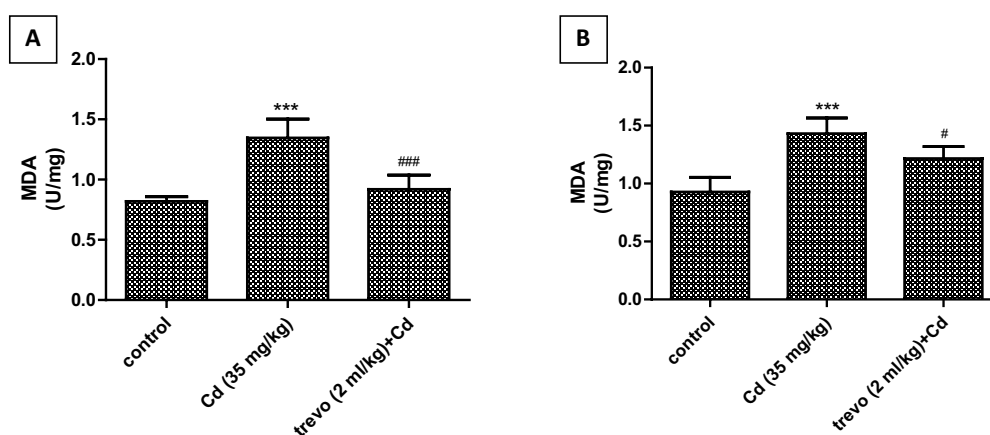 A
MDA
(U/mg)
2.0
1.5
1.0
0.5
0.0
***
###
control
Cd (35 mg/kg)
trevo (2 ml/kg)+Cd
B
MDA
(U/mg)
2.0
1.5
1.0
0.5
0.0
***
#
control
Cd (35 mg/kg)
trevo (2 ml/kg)+Cd